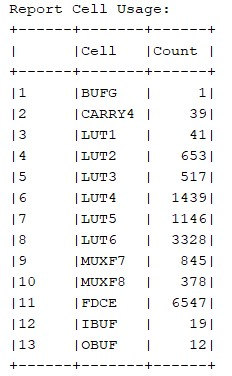 Report Cell Usage:
+------+-------+------+
|      |Cell   |Count |
+------+-------+------+
|1     |BUFG   |     1|
|2     |CARRY4 |    39|
|3     |LUT1   |    41|
|4     |LUT2   |   653|
|5     |LUT3   |   517|
|6     |LUT4   |  1439|
|7     |LUT5   |  1146|
|8     |LUT6   |  3328|
|9     |MUXF7  |   845|
|10    |MUXF8  |   378|
|11    |FDCE   |  6547|
|12    |IBUF   |    19|
|13    |OBUF   |    12|
+------+-------+------+